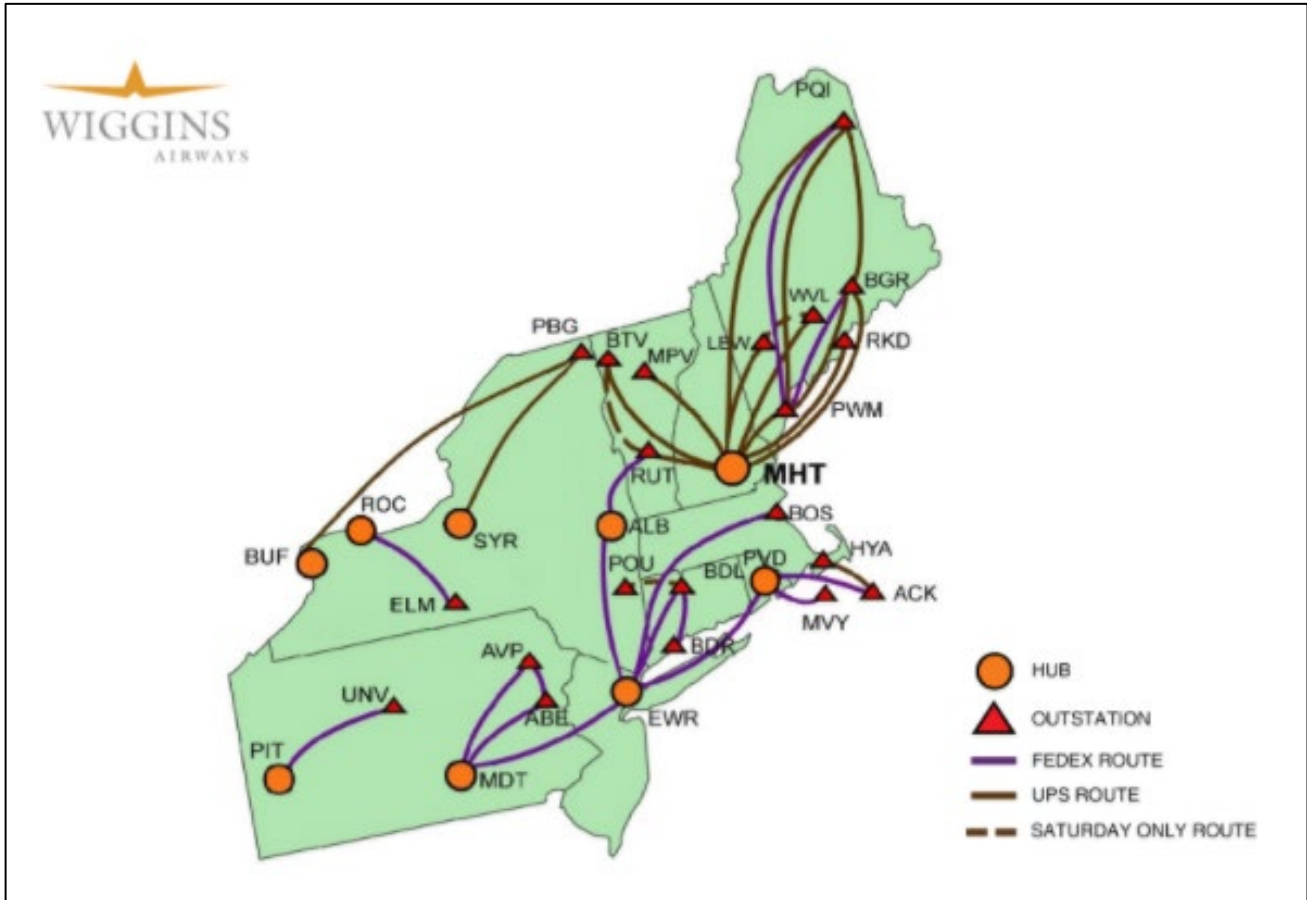 WIGGINS
AIRWAYS
PQI
BGR
WVL
LEW
RKD
PBG
BTV
MPV
PWM
RUT
MHT
ROC
SYR
ALB
BOS
BUF
POU
BDL
PVD
HYA
ELM
ACK
MVY
AVP
BDR
UNV
ABE
EWR
PIT
MDT
HUB
OUTSTATION
FEDEX ROUTE
UPS ROUTE
SATURDAY ONLY ROUTE